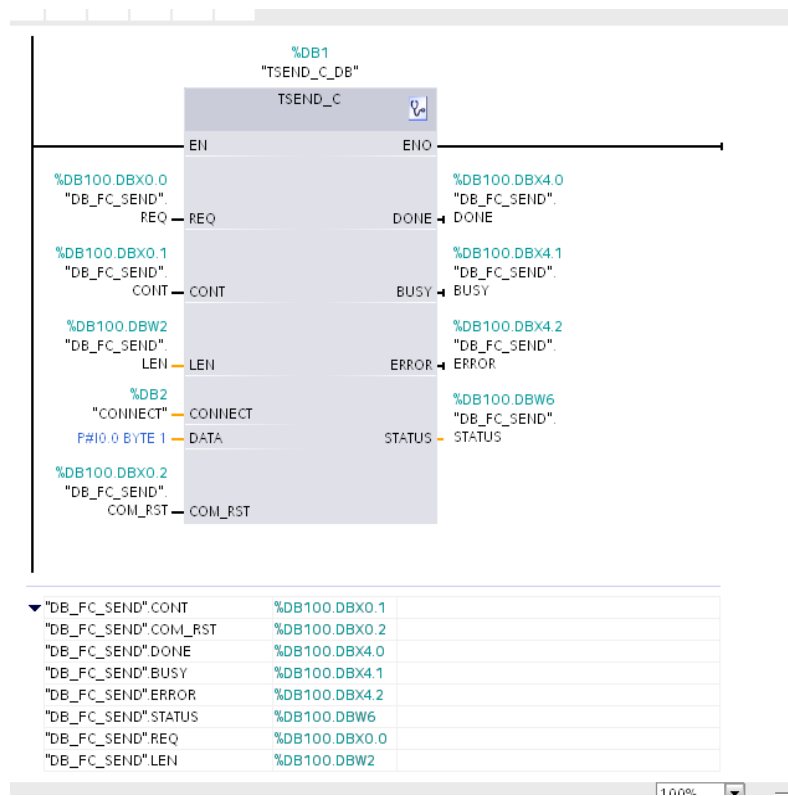 %DB1
"TSEND_C_DB"
TSEND_C
EN ENO
%DB100.DBX0.0 %DB100.DBX4.0
"DB_FC_SEND". "DB_FC_SEND".
REQ REQ DONE DONE
%DB100.DBX0.1 %DB100.DBX4.1
"DB_FC_SEND". "DB_FC_SEND".
CONT CONT BUSY BUSY
%DB100.DBW2 %DB100.DBX4.2
"DB_FC_SEND". "DB_FC_SEND".
LEN LEN ERROR ERROR
%DB2 %DB100.DBW6
"CONNECT" CONNECT "DB_FC_SEND".
P#I0.0 BYTE 1 DATA STATUS STATUS
%DB100.DBX0.2
"DB_FC_SEND".
COM_RST COM_RST
"DB_FC_SEND".CONT %DB100.DBX0.1
"DB_FC_SEND".COM_RST %DB100.DBX0.2
"DB_FC_SEND".DONE %DB100.DBX4.0
"DB_FC_SEND".BUSY %DB100.DBX4.1
"DB_FC_SEND".ERROR %DB100.DBX4.2
"DB_FC_SEND".STATUS %DB100.DBW6
"DB_FC_SEND".REQ %DB100.DBX0.0
"DB_FC_SEND".LEN %DB100.DBW2
100%